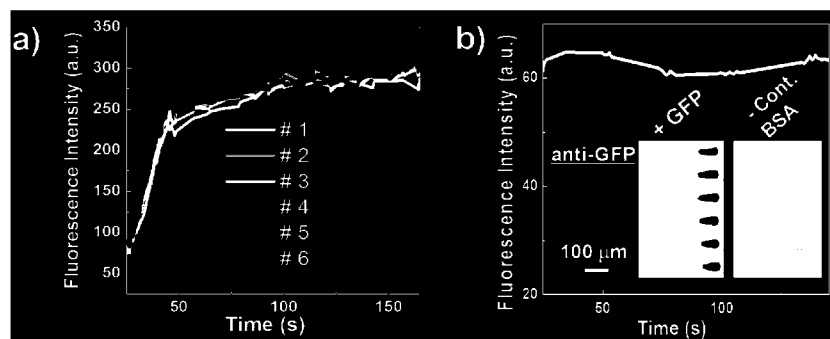 a)
Fluorescence Intensity (a.u.)
350
300
250
200
150
100
50
# 1
# 2
# 3
# 4
# 5
# 6
50
100
150
Time (s)
b)
Fluorescence Intensity (a.u.)
60
40
20
+ GFP
- Cont.
BSA
anti-GFP
100 μm
50
100
Time (s)